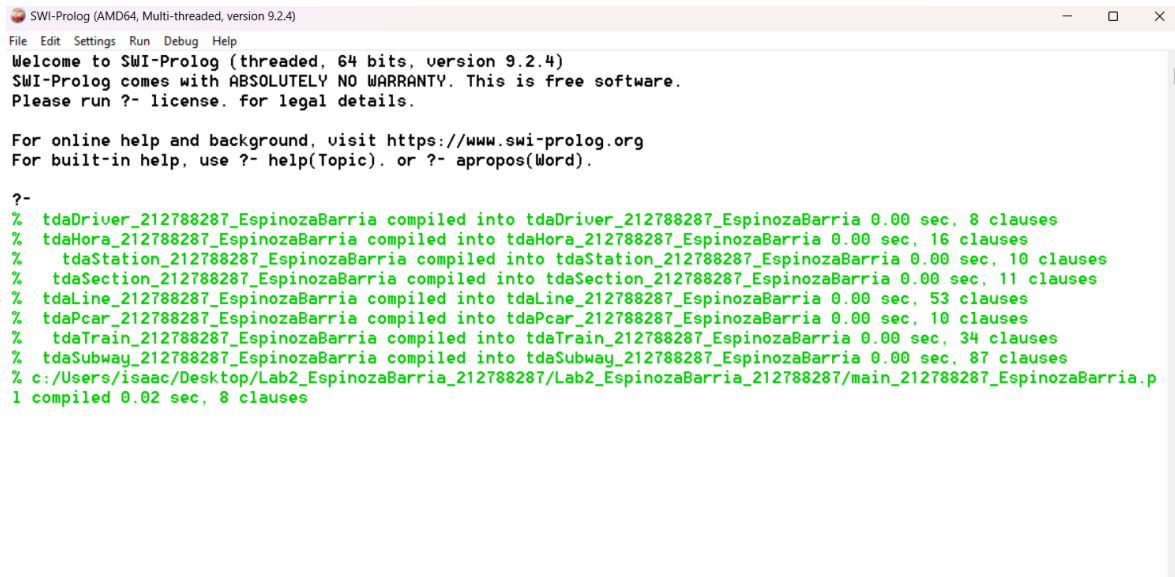 SWI-Prolog (AMD64, Multi-threaded, version 9.2.4)
File Edit Settings Run Debug Help
Welcome to SWI-Prolog (threaded, 64 bits, version 9.2.4)
SWI-Prolog comes with ABSOLUTELY NO WARRANTY. This is free software.
Please run ?- license. for legal details.
For online help and background, visit https://www.swi-prolog.org
For built-in help, use ?- help(Topic). or ?- apropos(Word).
?-
%  tdaDriver_212788287_EspinozaBarria compiled into tdaDriver_212788287_EspinozaBarria 0.00 sec, 8 clauses
%  tdaHora_212788287_EspinozaBarria compiled into tdaHora_212788287_EspinozaBarria 0.00 sec, 16 clauses
%    tdaStation_212788287_EspinozaBarria compiled into tdaStation_212788287_EspinozaBarria 0.00 sec, 10 clauses
%   tdaSection_212788287_EspinozaBarria compiled into tdaSection_212788287_EspinozaBarria 0.00 sec, 11 clauses
%  tdaLine_212788287_EspinozaBarria compiled into tdaLine_212788287_EspinozaBarria 0.00 sec, 53 clauses
%  tdaPcar_212788287_EspinozaBarria compiled into tdaPcar_212788287_EspinozaBarria 0.00 sec, 10 clauses
%   tdaTrain_212788287_EspinozaBarria compiled into tdaTrain_212788287_EspinozaBarria 0.00 sec, 34 clauses
%  tdaSubway_212788287_EspinozaBarria compiled into tdaSubway_212788287_EspinozaBarria 0.00 sec, 87 clauses
% c:/Users/isaac/Desktop/Lab2_EspinozaBarria_212788287/Lab2_EspinozaBarria_212788287/main_212788287_EspinozaBarria.p
l compiled 0.02 sec, 8 clauses